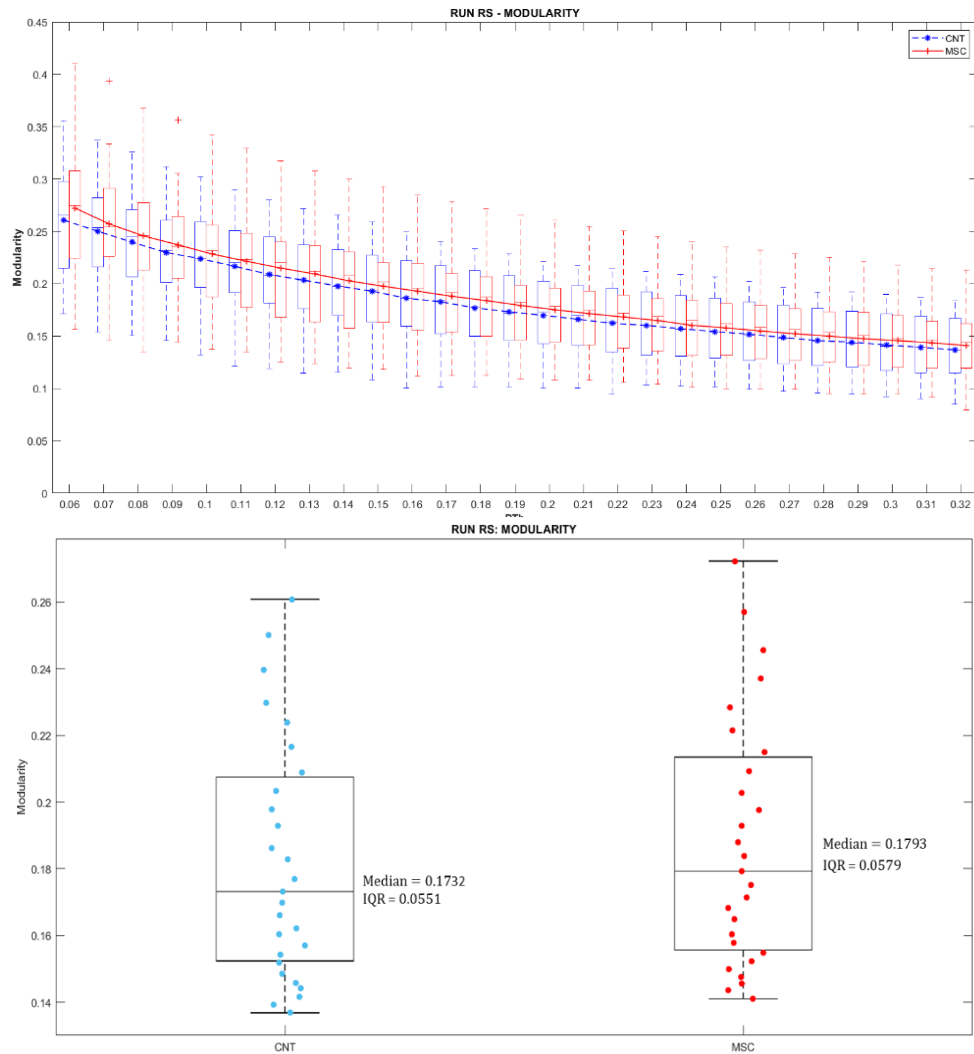 RUN RS - MODULARITY
CNT
MSC
Modularity
0.45
0.4
0.35
0.3
0.25
0.2
0.15
0.1
0.05
0
0.06 0.07 0.08 0.09 0.1 0.11 0.12 0.13 0.14 0.15 0.16 0.17 0.18 0.19 0.2 0.21 0.22 0.23 0.24 0.25 0.26 0.27 0.28 0.29 0.3 0.31 0.32
RUN RS: MODULARITY
Modularity
0.26
0.24
0.22
0.2
0.18
0.16
0.14
Median = 0.1732
IQR = 0.0551
Median = 0.1793
IQR = 0.0579
CNT MSC